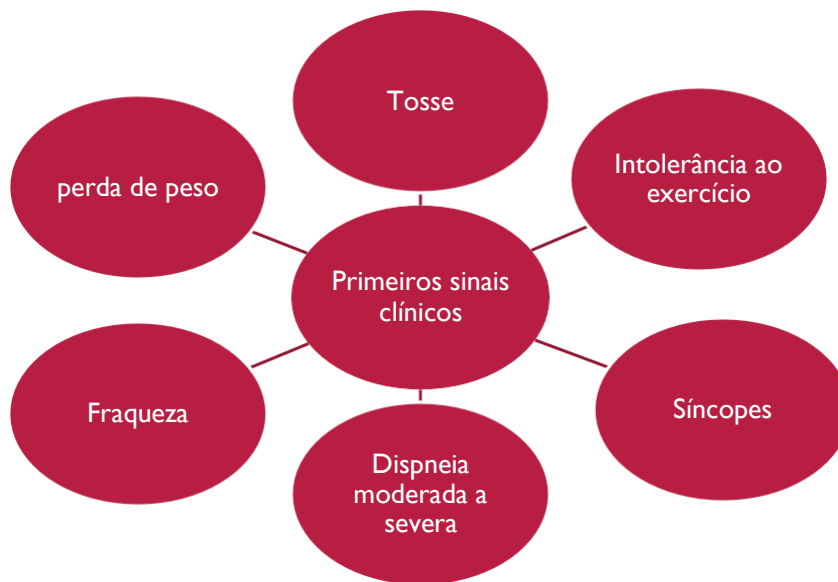 Tosse
Intolerância ao
exercício
Síncopes
Dispneia
moderada a
severa
Fraqueza
perda de peso
Primeiros sinais
clínicos